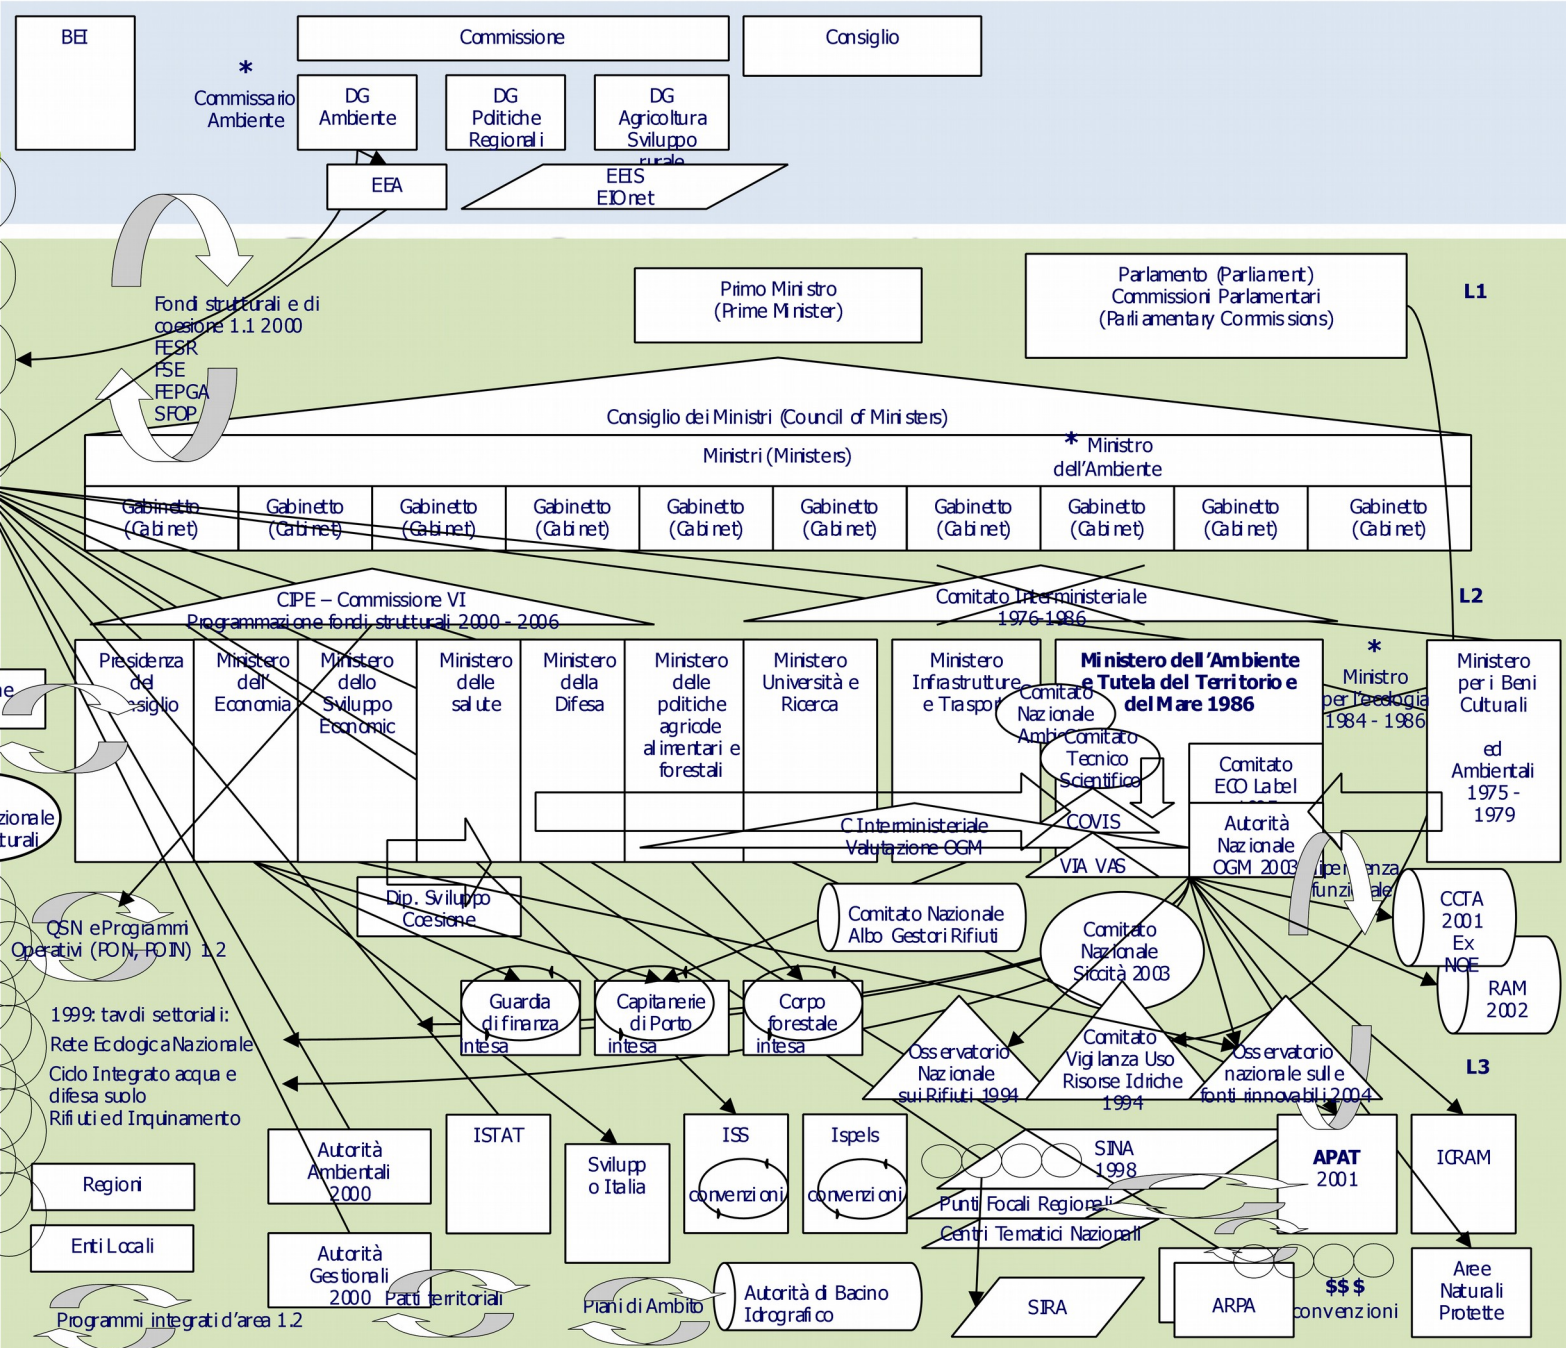 BEI
Commissione
Consiglio
*
Commissario
Ambiente
DG
Ambiente
DG
Politiche
Regionali
DG
Agricoltura
Sviluppo
rurale
EEA
EEIS
EIOnet
Fondi strutturali e di
coesione 1.1 2000
FESR
FSE
FEPGA
SFOP
Primo Ministro
(Prime Minister)
Parlamento (Parliament)
Commissioni Parlamentari
(Parliamentary Commissions)
L1
Consiglio dei Ministri (Council of Ministers)
Ministri (Ministers)
* Ministro
dell'Ambiente
Gabinetto
(Cabinet)
Gabinetto
(Cabinet)
Gabinetto
(Cabinet)
Gabinetto
(Cabinet)
Gabinetto
(Cabinet)
Gabinetto
(Cabinet)
Gabinetto
(Cabinet)
Gabinetto
(Cabinet)
Gabinetto
(Cabinet)
Gabinetto
(Cabinet)
CIPE – Commissione VI
Programmazione fondi strutturali 2000 - 2006
Comitato Interministeriale
1976-1986
L2
Presidenza
del
siglio
Ministero
dell'
Economia
Ministero
dello
Sviluppo
Economic
Ministero
delle
salute
Ministero
della
Difesa
Ministero
delle
politiche
agricole
alimentari e
forestali
Ministero
Università e
Ricerca
Ministero
Infrastrutture
e Traspor
Ministero dell'Ambiente
e Tutela del Territorio e
del Mare 1986
*
Ministro
per l'ecologia
1984 - 1986
Ministero
per i Beni
Culturali
ed
Ambientali
1975 -
1979
Comitato
Nazionale
Ambie
Comitato
Tecnico
Scientifico
Comitato
ECO Label
COVIS
VIA VAS
Autorità
Nazionale
OGM 2003
C Interministeriale
Valutazione OGM
zionale
turali
Dip. Sviluppo
Coesione
Comitato Nazionale
Albo Gestori Rifiuti
Comitato
Nazionale
Siccità 2003
ipendenza
funzionale
CCTA
2001
Ex
NOE
RAM
2002
QSN e Programmi
Operativi (PON, POIN) 1.2
Guardia
di finanza
intesa
Capitanerie
di Porto
intesa
Corpo
forestale
intesa
1999: tavoli settoriali:
Rete Ecologica Nazionale
Ciclo Integrato acqua e
difesa suolo
Rifiuti ed Inquinamento
Osservatorio
Nazionale
sui Rifiuti 1994
Comitato
Vigilanza Uso
Risorse Idriche
1994
Osservatorio
nazionale sulle
fonti rinnovabili 2004
L3
Regioni
Enti Locali
Autorità
Ambientali
2000
Autorità
Gestionali
2000
ISTAT
Svilupp
o Italia
ISS
convenzioni
Ispels
convenzioni
SINA
1998
Punti Focali Regionali
Centri Tematici Nazionali
APAT
2001
ICRAM
Programmi integrati d'area 1.2
Patti territoriali
Piani di Ambito
Autorità di Bacino
Idrografico
SIRA
ARPA
$$$
convenzioni
Aree
Naturali
Protette